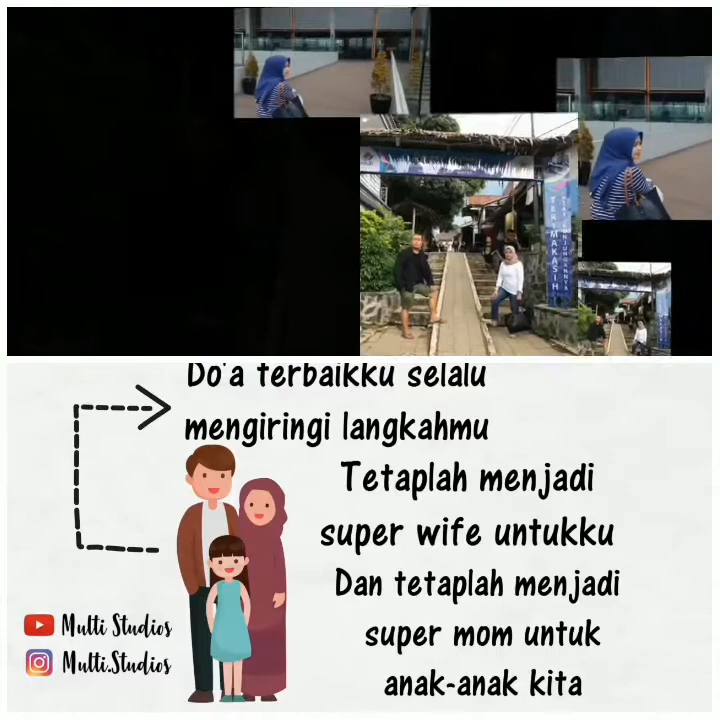 TERIMAKASIH
Do'a terbaikku selalu
mengiringi langkahmu
Tetaplah menjadi
super wife untukku
Dan tetaplah menjadi
super mom untuk
anak-anak kita
Multi Studios
Multi.Studios